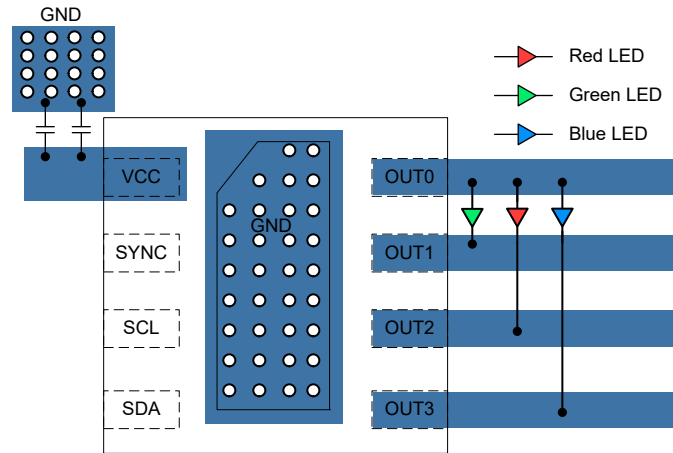 GND
Red LED
Green LED
Blue LED
VCC
OUT0
GND
SYNC
OUT1
SCL
OUT2
SDA
OUT3